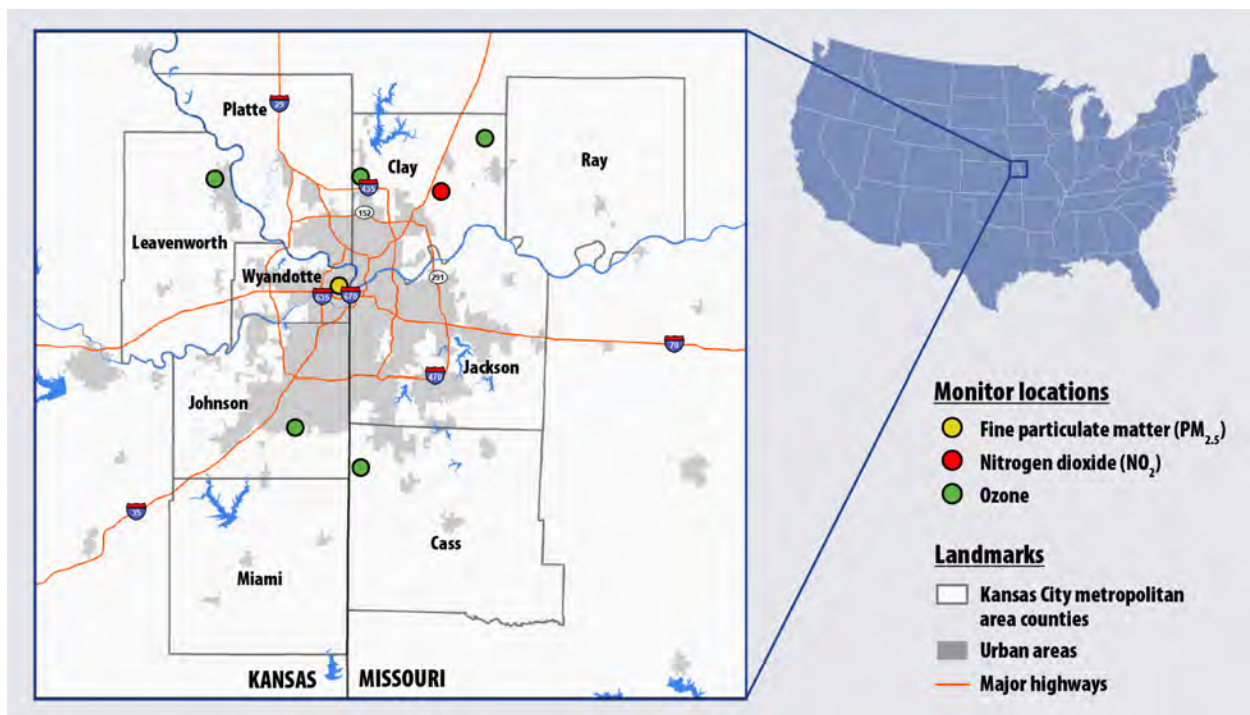 Platte
29
Clay
Ray
435
152
Leavenworth
Wyandotte
291
635
670
70
Jackson
470
Johnson
35
Cass
Miami
KANSAS
MISSOURI
Monitor locations
Fine particulate matter (PM2.5)
Nitrogen dioxide (NO2)
Ozone
Landmarks
Kansas City metropolitan
area counties
Urban areas
Major highways